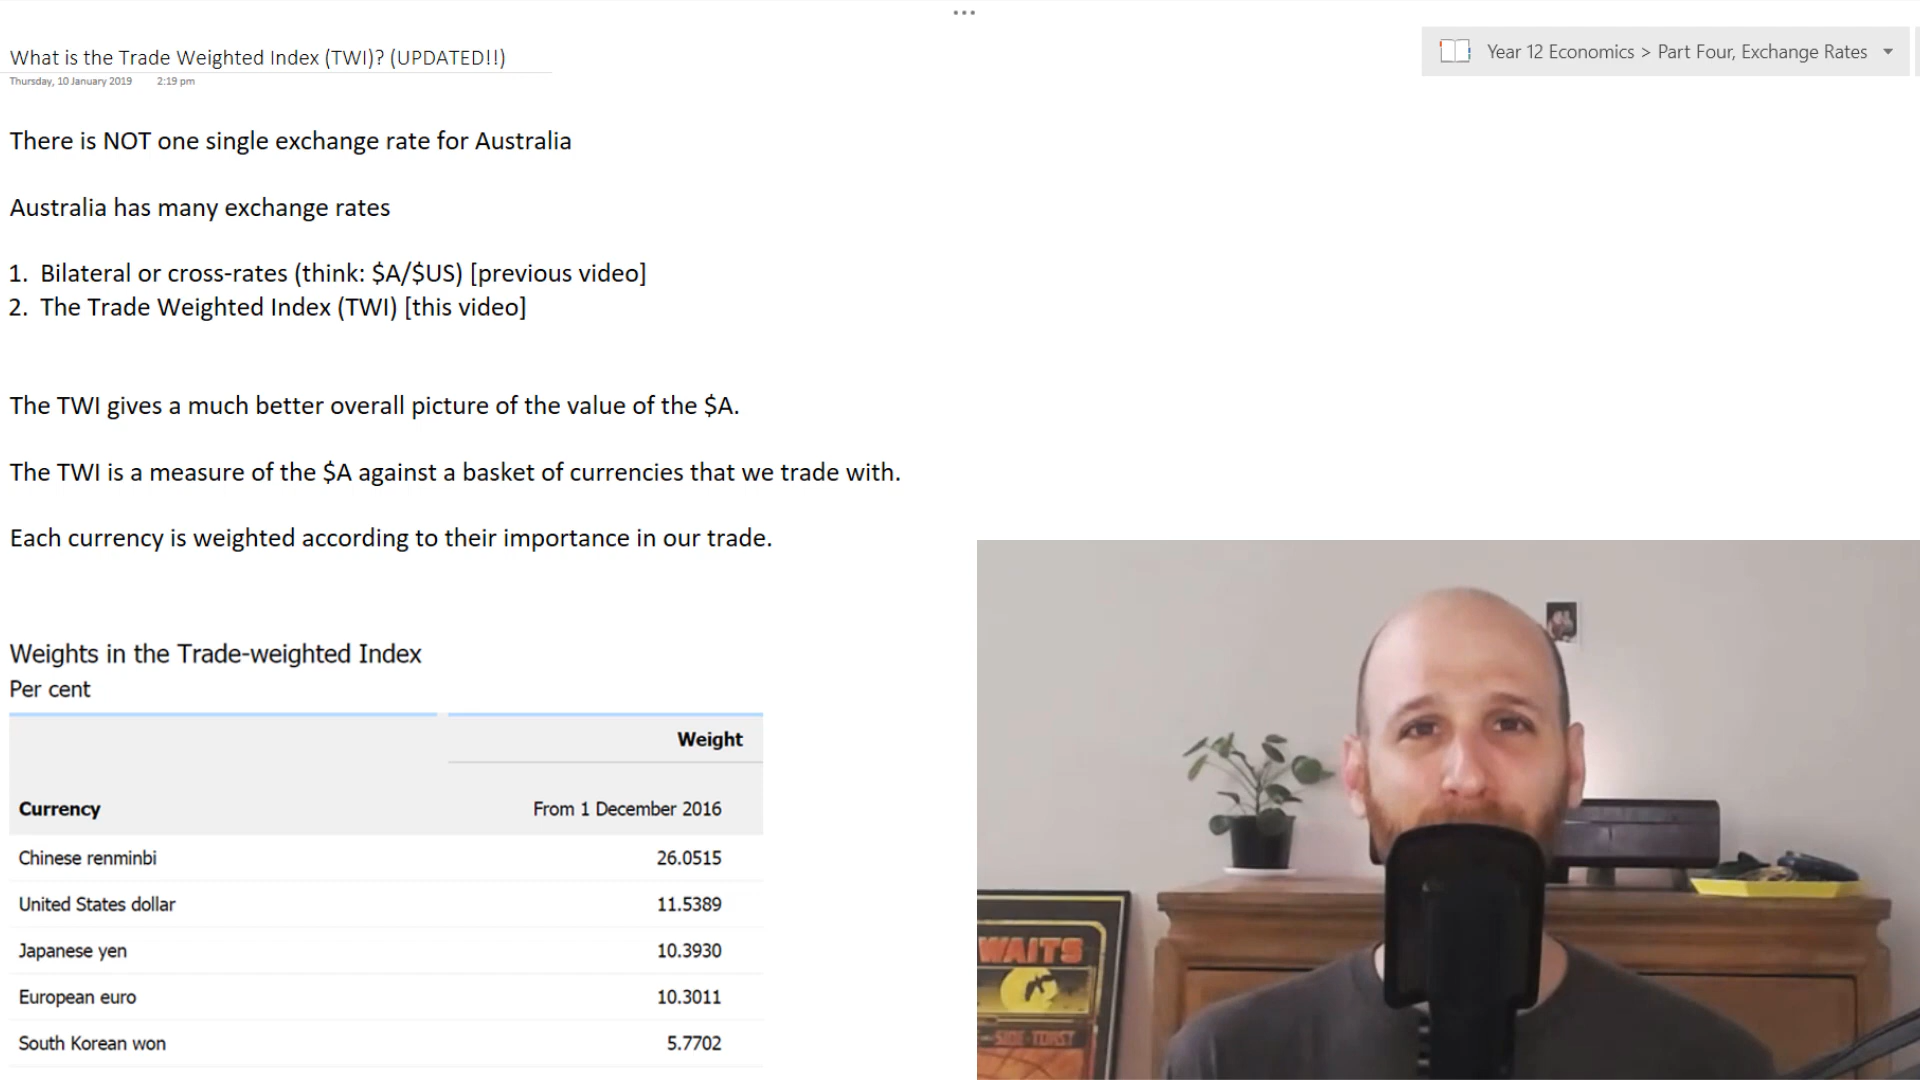 What is the Trade Weighted Index (TWI)? (UPDATED!!)
Thursday, 10 January 2019 2:19 pm
Year 12 Economics > Part Four, Exchange Rates
There is NOT one single exchange rate for Australia
Australia has many exchange rates
1. Bilateral or cross-rates (think: $A/$US) [previous video]
2. The Trade Weighted Index (TWI) [this video]
The TWI gives a much better overall picture of the value of the $A.
The TWI is a measure of the $A against a basket of currencies that we trade with.
Each currency is weighted according to their importance in our trade.
Weights in the Trade-weighted Index
Per cent
Weight
Currency From 1 December 2016
Chinese renminbi 26.0515
United States dollar 11.5389
Japanese yen 10.3930
European euro 10.3011
South Korean won 5.7702
WAITS